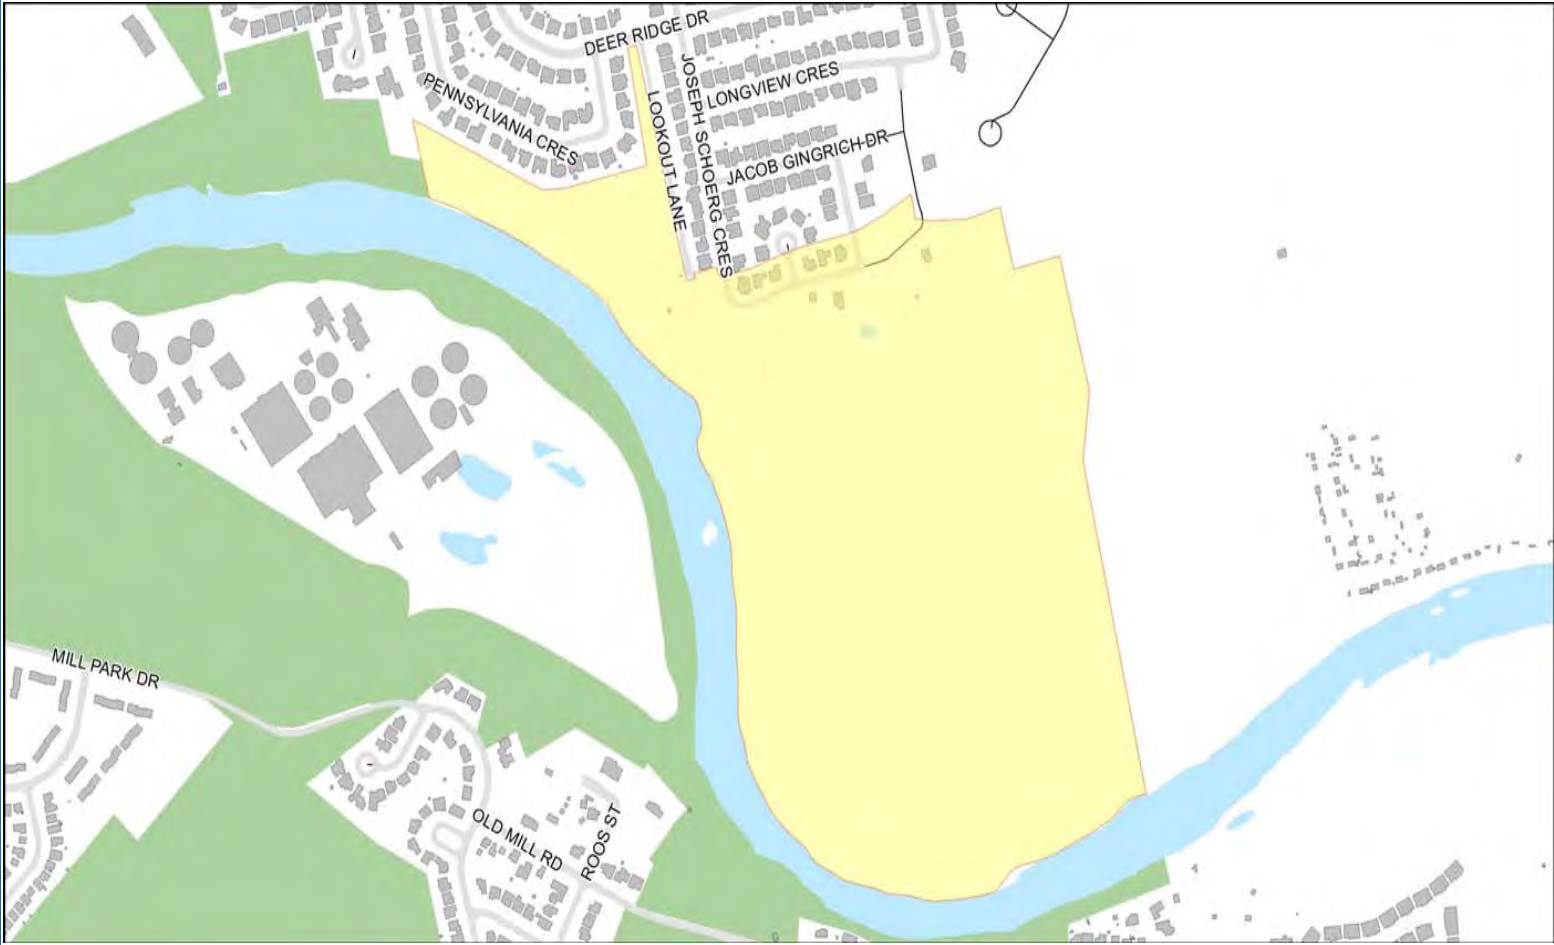 DEER RIDGE DR
PENNSYLVANIA CRES
LOOKOUT LANE
JOSEPH SCHOERG CRES
LONGVIEW CRES
JACOB GINGRICH DR
MILL PARK DR
OLD MILL RD
ROOS ST